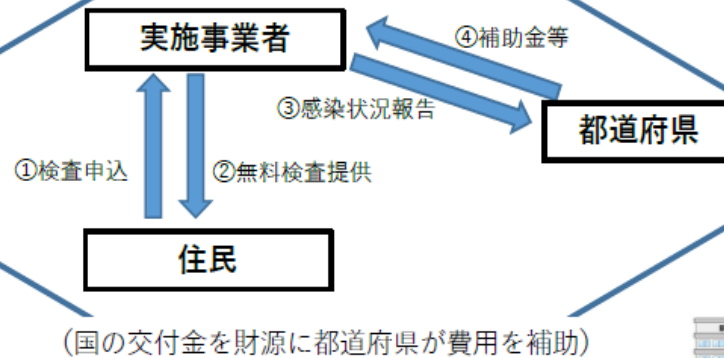 実施事業者
④補助金等
③感染状況報告
都道府県
①検査申込
②無料検査提供
住民
(国の交付金を財源に都道府県が費用を補助)